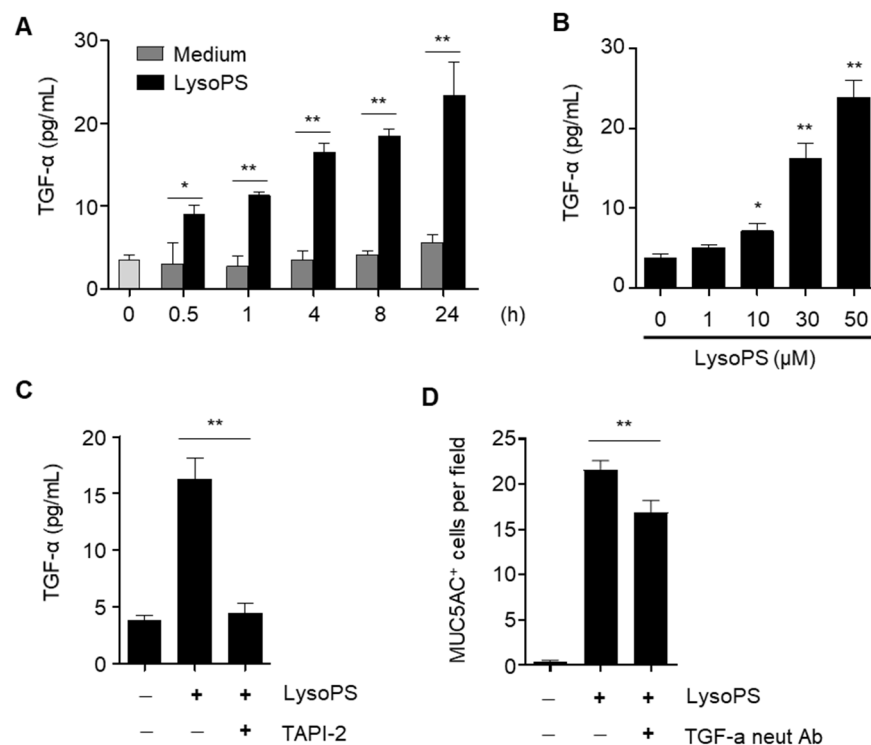 A
TGF-α (pg/mL)
30
20
10
0
Medium
LysoPS
*
**
**
**
**
0 0.5 1 4 8 24 (h)
B
TGF-α (pg/mL)
30
20
10
0
*
**
**
0 1 10 30 50
LysoPS (μM)
C
TGF-α (pg/mL)
20
15
10
5
0
**
– + + LysoPS
– – + TAPI-2
D
MUC5AC⁺ cells per field
25
20
15
10
5
0
**
– + + LysoPS
– – + TGF-a neut Ab